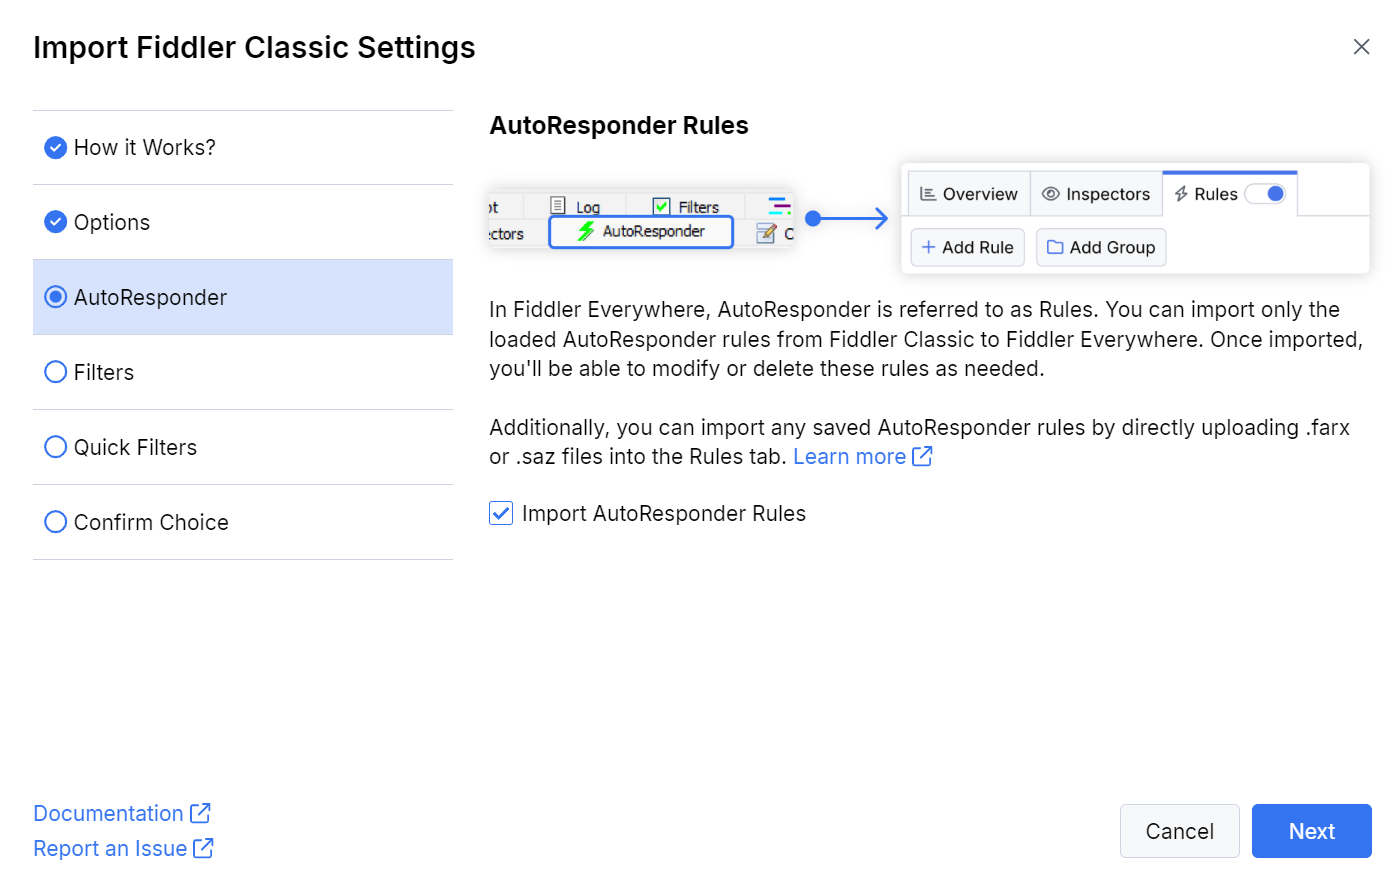 Import Fiddler Classic Settings
How it Works?
Options
AutoResponder
Filters
Quick Filters
Confirm Choice
AutoResponder Rules
Log
Filters
AutoResponder
Overview
Inspectors
Rules
Add Rule
Add Group
In Fiddler Everywhere, AutoResponder is referred to as Rules. You can import only the
loaded AutoResponder rules from Fiddler Classic to Fiddler Everywhere. Once imported,
you'll be able to modify or delete these rules as needed.
Additionally, you can import any saved AutoResponder rules by directly uploading .farx
or .saz files into the Rules tab. Learn more
Import AutoResponder Rules
Documentation
Report an Issue
Cancel
Next